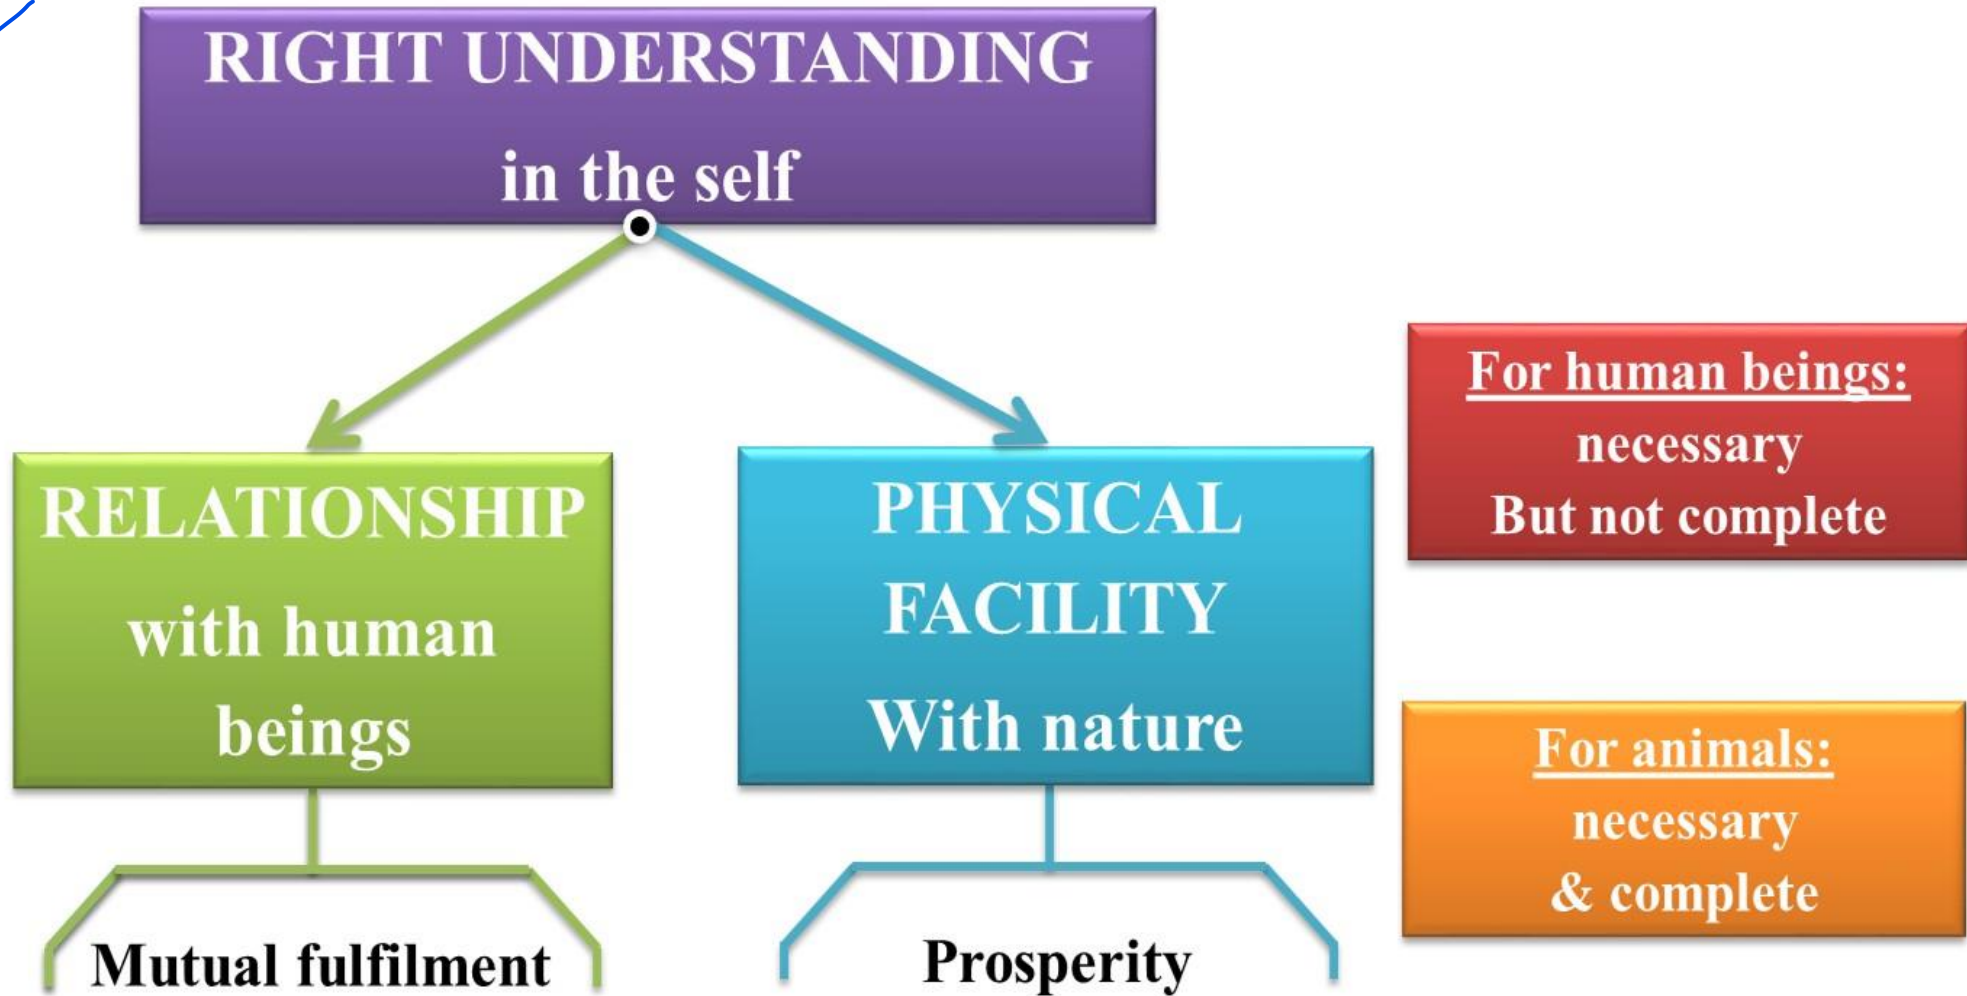 RIGHT UNDERSTANDING
in the self
RELATIONSHIP
with human
beings
Mutual fulfilment
PHYSICAL
FACILITY
With nature
Prosperity
For human beings:
necessary
But not complete
For animals:
necessary
& complete